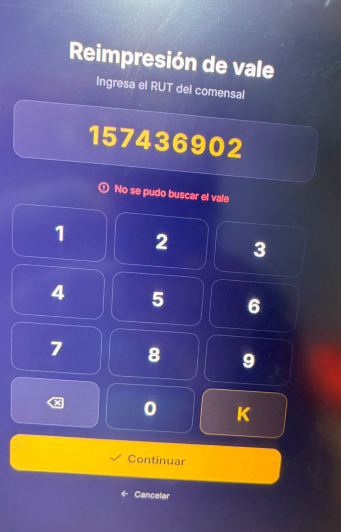 Reimpresión de vale
Ingresa el RUT del comensal
157436902
No se pudo buscar el vale
1 2 3
4 5 6
7 8 9
0 K
Continuar
Cancelar